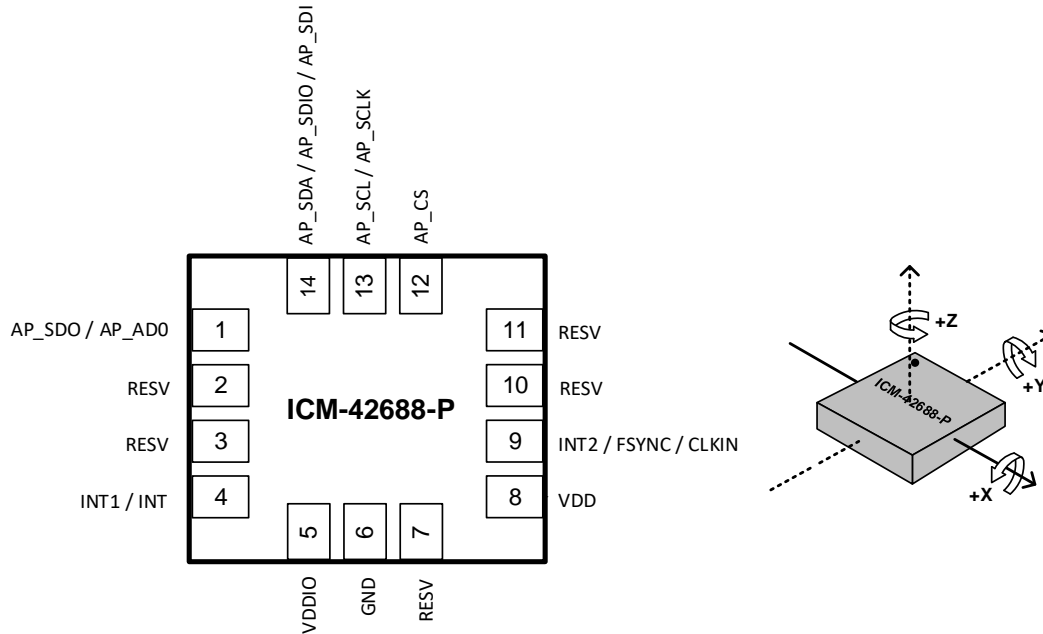 AP_SDA / AP_SDIO / AP_SDI
AP_SCL / AP_SCLK
AP_CS
14
13
12
AP_SDO / AP_AD0
1
11
RESV
RESV
2
10
RESV
ICM-42688-P
RESV
3
9
INT2 / FSYNC / CLKIN
INT1 / INT
4
8
VDD
5
6
7
VDDIO
GND
RESV
+Z
+Y
ICM-42688-P
+X